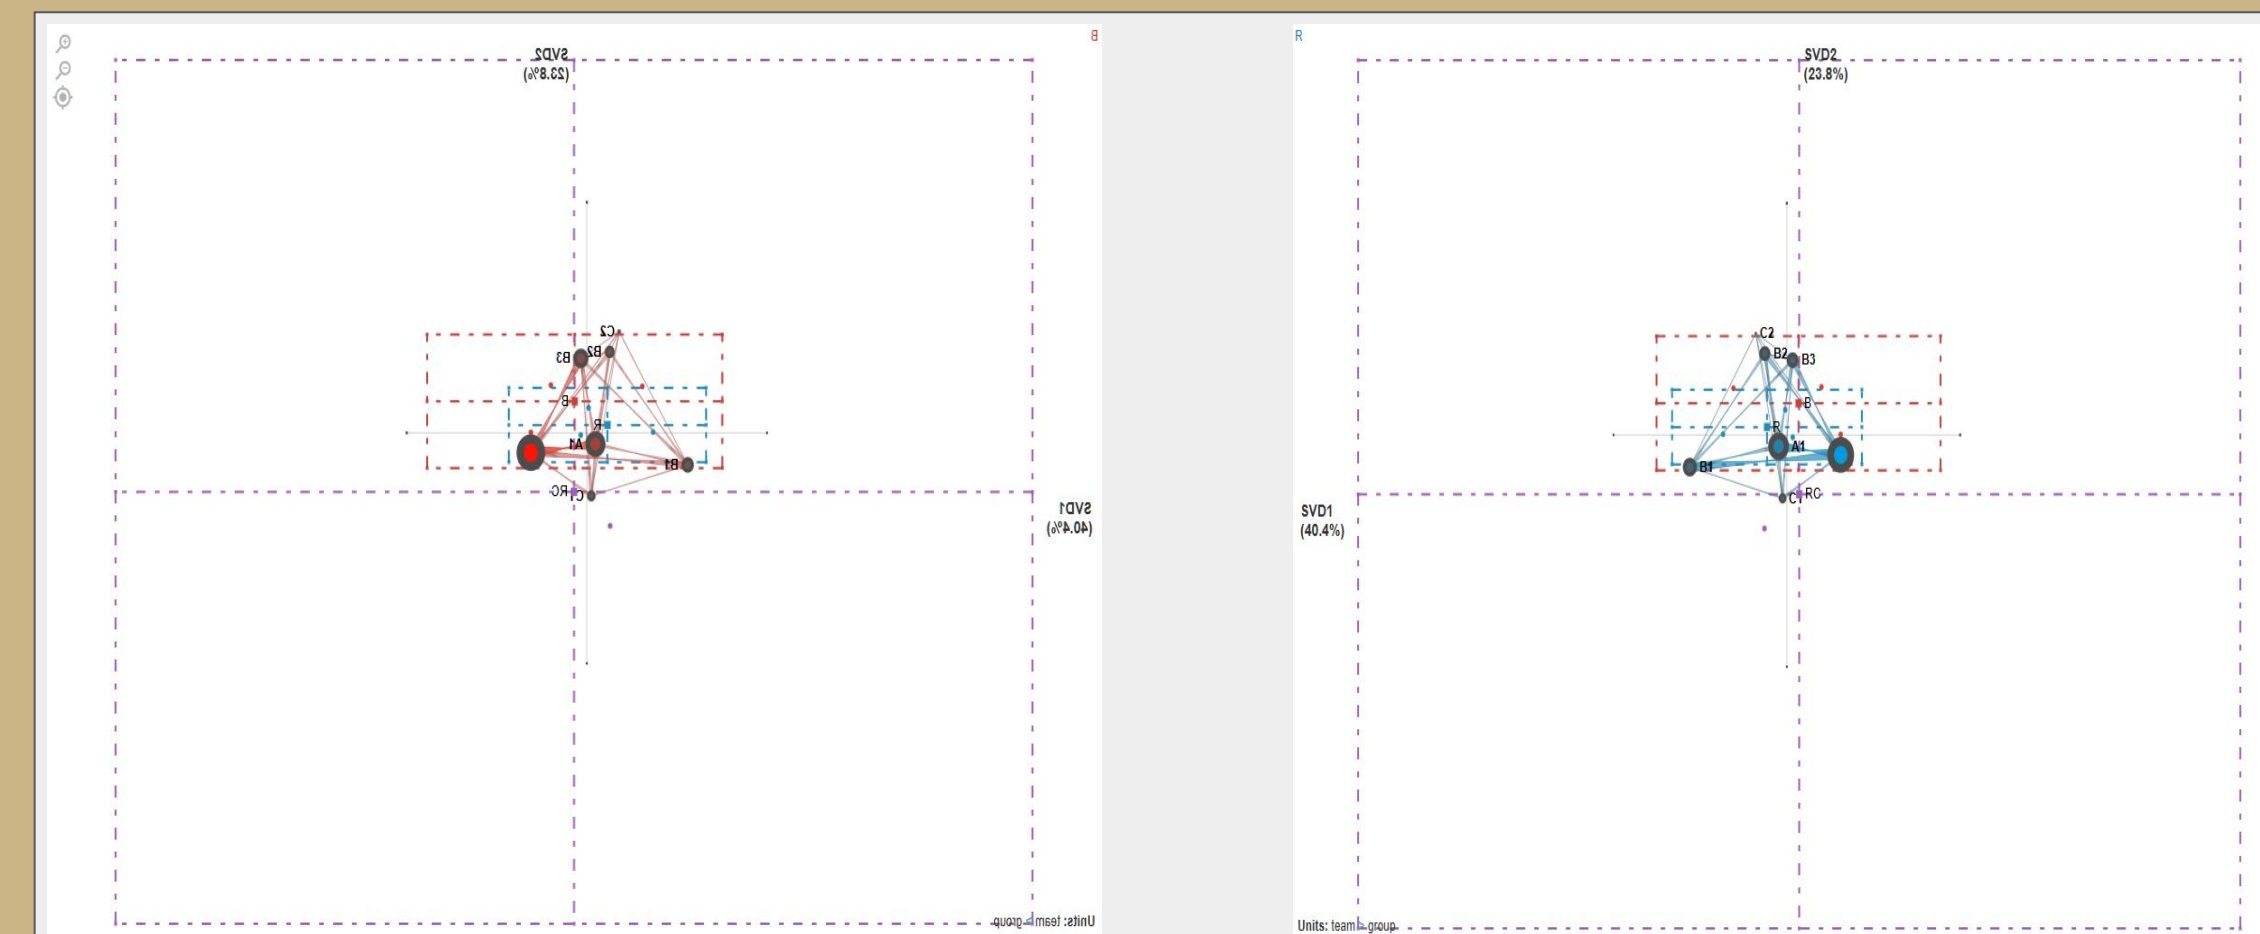 B
SVD2
(23.8%)
C2
B3
B2
B
R
A1
B1
RC
C1
SVD1
(40.4%)
Units: team > group
R
SVD2
(23.8%)
C2
B2
B3
B
R
A1
B1
C1
RC
SVD1
(40.4%)
Units: team > group